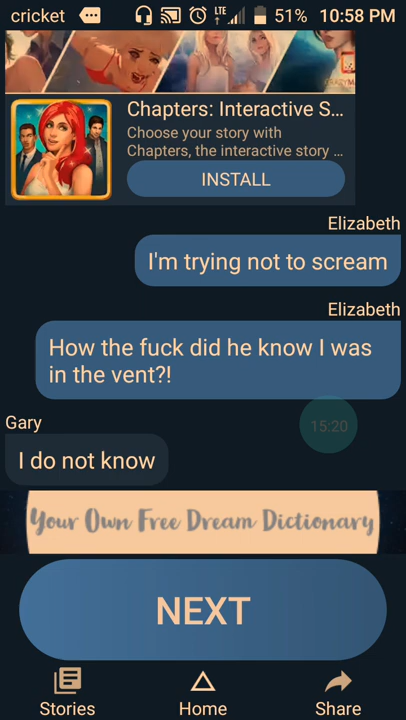 cricket LTE 51% 10:58 PM
Chapters: Interactive S...
Choose your story with
Chapters, the interactive story ...
INSTALL
Elizabeth
I'm trying not to scream
Elizabeth
How the fuck did he know I was
in the vent?!
Gary
15:20
I do not know
Your Own Free Dream Dictionary
NEXT
Stories Home Share